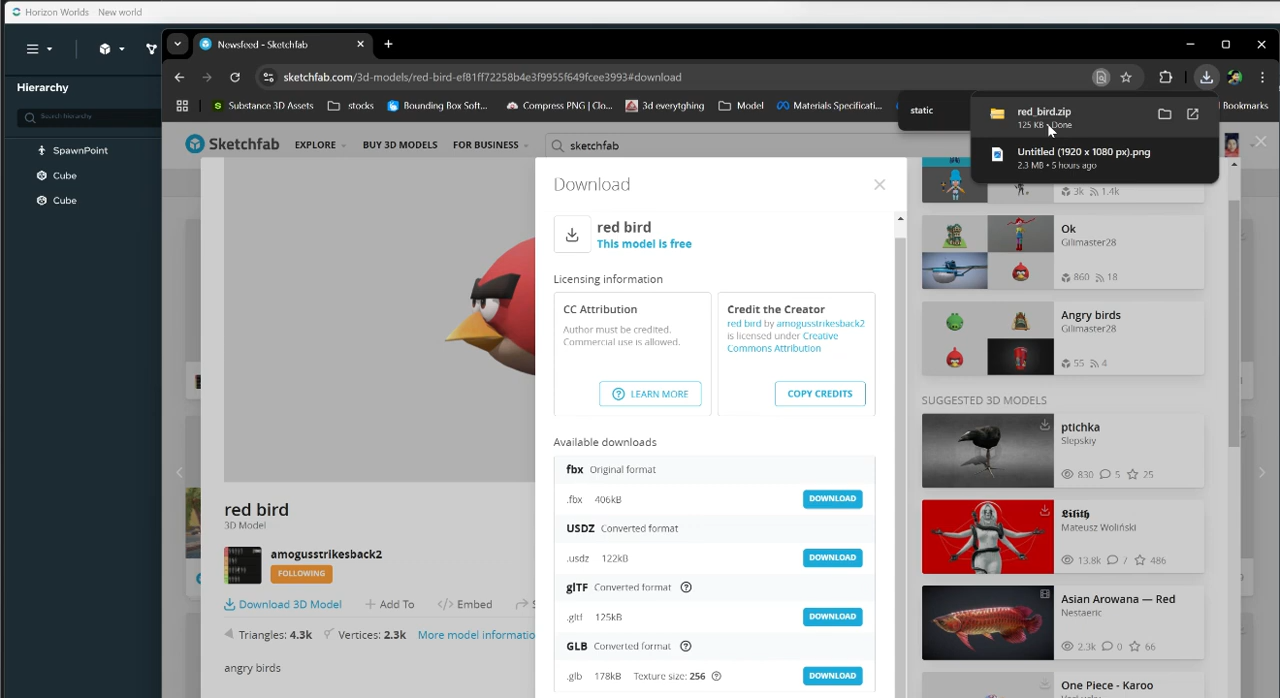 Horizon Worlds New world
Hierarchy
Search hierarchy
SpawnPoint
Cube
Cube
Newsfeed - Sketchfab
sketchfab.com/3d-models/red-bird-ef81ff72258b4e3f9955f649fcee3993#download
Substance 3D Assets
stocks
Bounding Box Soft...
Compress PNG | Clo...
3d everytghing
Model
Materials Specificati...
Bookmarks
static
red_bird.zip
125 KB • Done
Untitled (1920 x 1080 px).png
2.3 MB • 5 hours ago
Sketchfab
EXPLORE
BUY 3D MODELS
FOR BUSINESS
sketchfab
Download
red bird
This model is free
Licensing information
CC Attribution
Author must be credited.
Commercial use is allowed.
LEARN MORE
Credit the Creator
red bird by amogusstrikesback2
is licensed under Creative
Commons Attribution
COPY CREDITS
Available downloads
fbx Original format
.fbx 406kB DOWNLOAD
USDZ Converted format
.usdz 122kB DOWNLOAD
glTF Converted format
.gltf 125kB DOWNLOAD
GLB Converted format
.glb 178kB Texture size: 256 DOWNLOAD
red bird
3D Model
amogusstrikesback2
FOLLOWING
Download 3D Model
Add To
Embed
Triangles: 4.3k
Vertices: 2.3k
More model informatio
angry birds
3k 1.4k
Ok
Gilimaster28
860 18
Angry birds
Gilimaster28
55 4
SUGGESTED 3D MODELS
ptichka
Slepskiy
830 5 25
Lilith
Mateusz Woliński
13.8k 7 486
Asian Arowana — Red
Nestaeric
2.2k 0 66
One Piece - Karoo